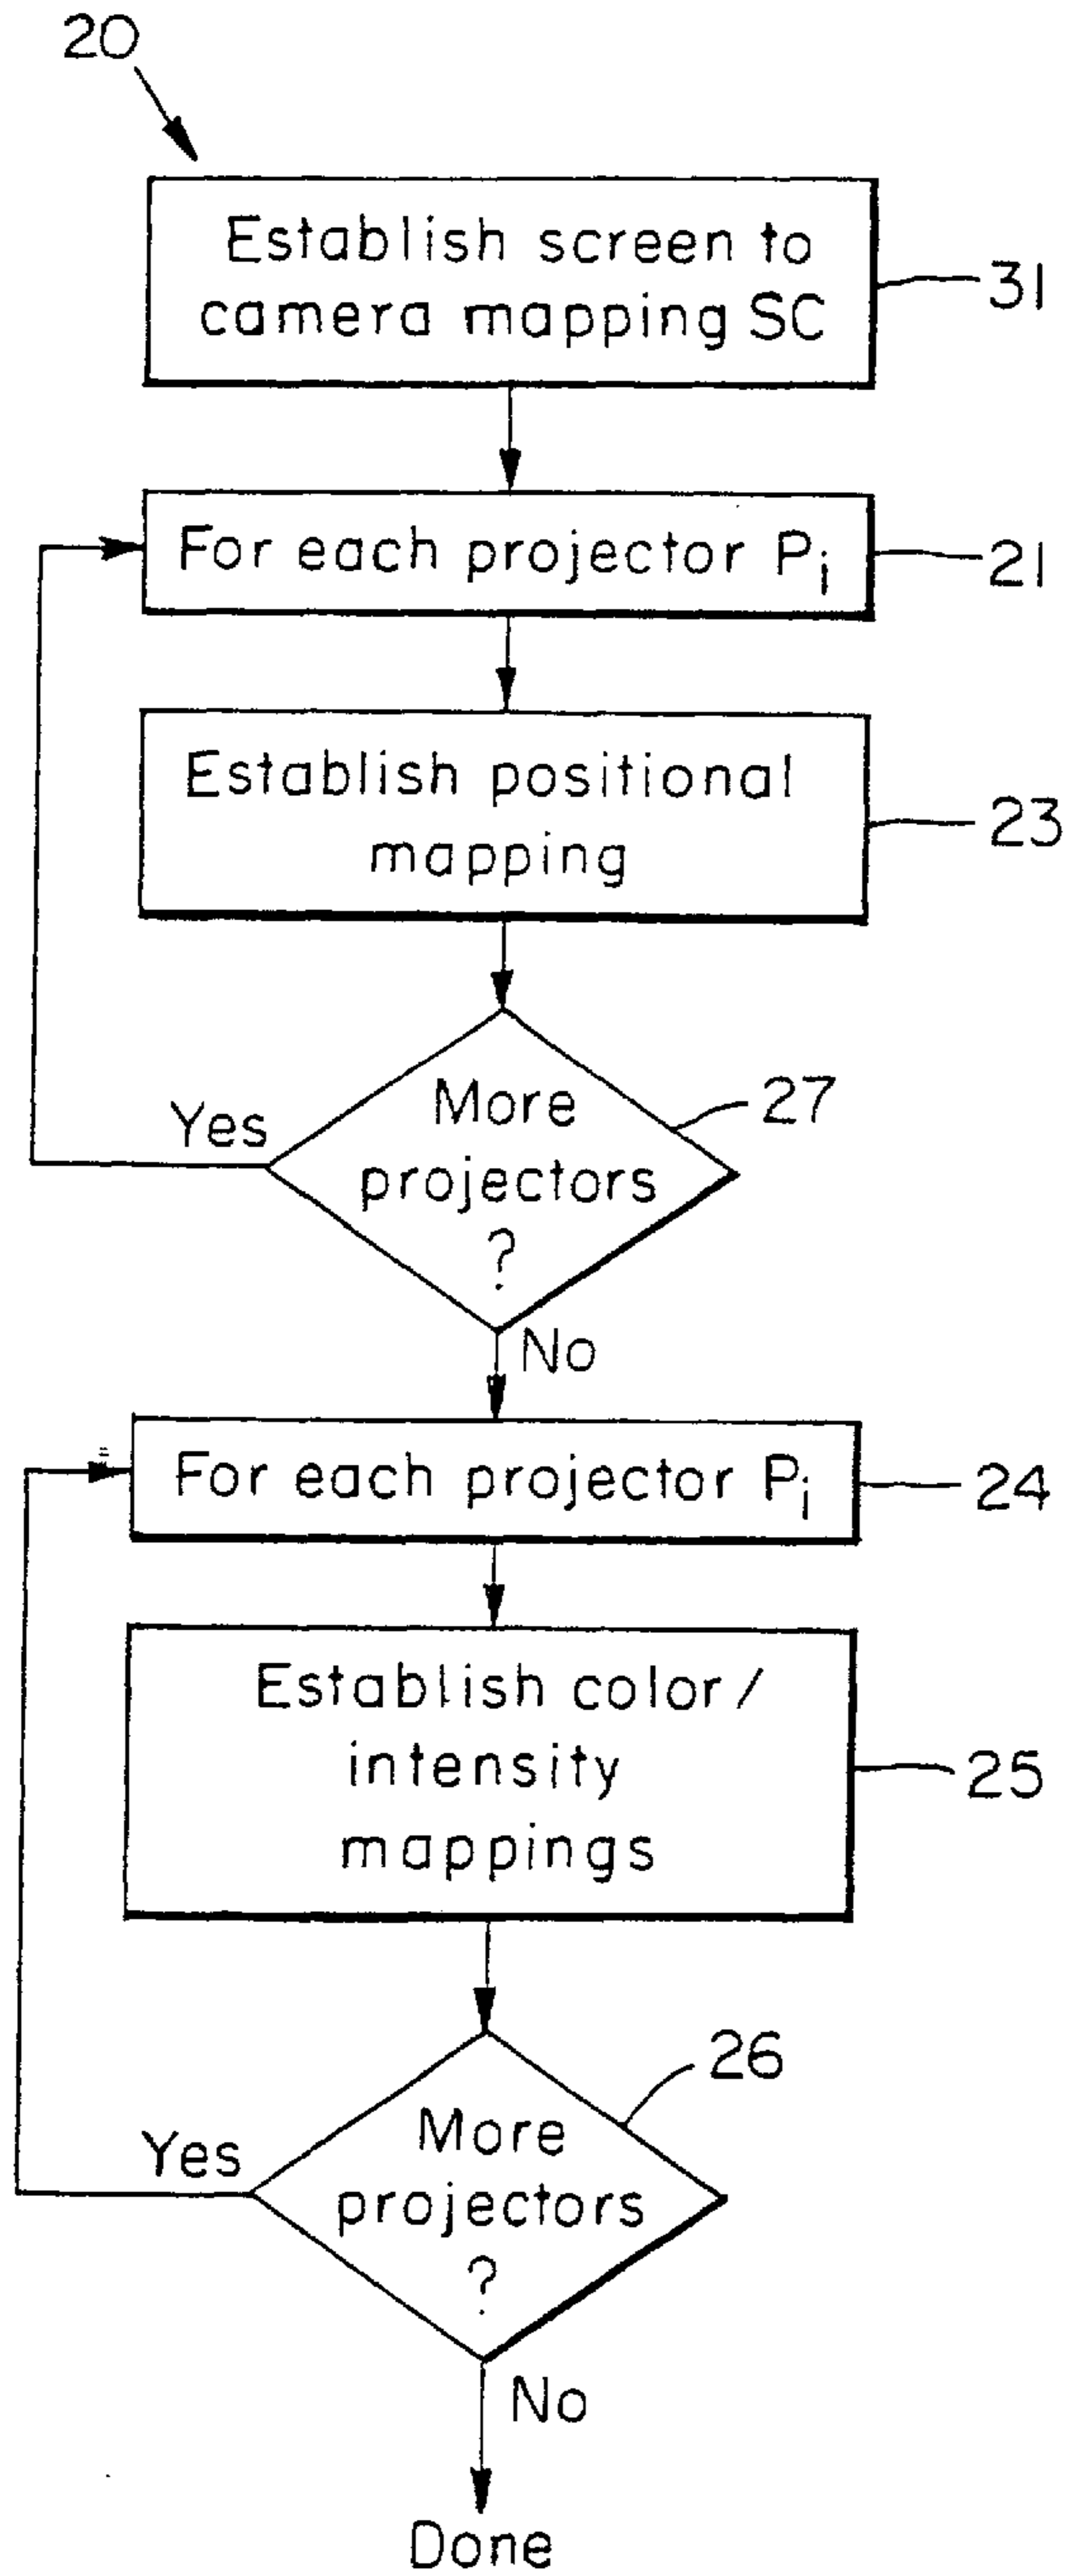 20
Establish screen to
camera mapping SC
31
For each projector Pi
21
Establish positional
mapping
23
More
projectors
?
27
Yes
No
For each projector Pi
24
Establish color/
intensity
mappings
25
More
projectors
?
26
Yes
No
Done